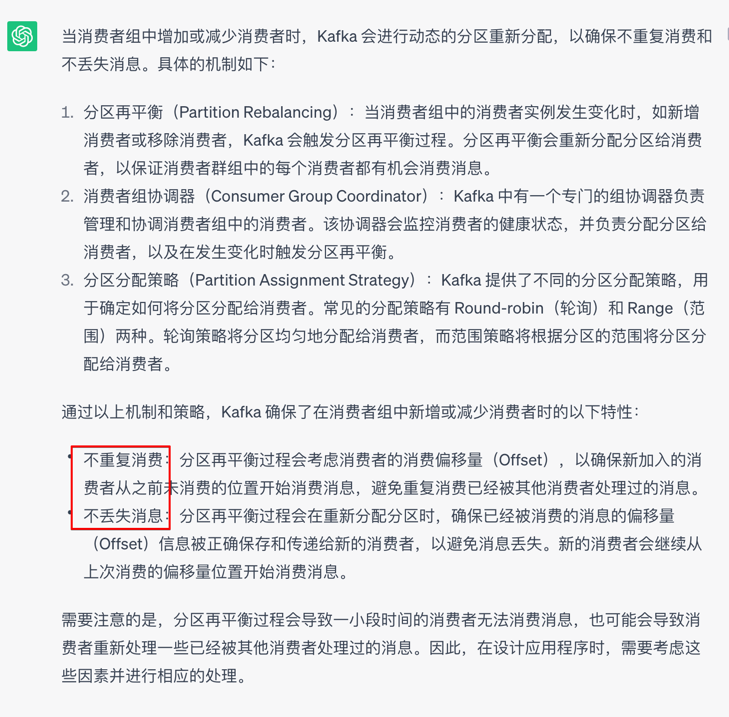 当消费者组中增加或减少消费者时，Kafka 会进行动态的分区重新分配，以确保不重复消费和
不丢失消息。具体的机制如下：
1. 分区再平衡（Partition Rebalancing）：当消费者组中的消费者实例发生变化时，如新增
消费者或移除消费者，Kafka 会触发分区再平衡过程。分区再平衡会重新分配分区给消费
者，以保证消费者群组中的每个消费者都有机会消费消息。
2. 消费者组协调器（Consumer Group Coordinator）：Kafka 中有一个专门的组协调器负责
管理和协调消费者组中的消费者。该协调器会监控消费者的健康状态，并负责分配分区给
消费者，以及在发生变化时触发分区再平衡。
3. 分区分配策略（Partition Assignment Strategy）：Kafka 提供了不同的分区分配策略，用
于确定如何将分区分配给消费者。常见的分配策略有 Round-robin（轮询）和 Range（范
围）两种。轮询策略将分区均匀地分配给消费者，而范围策略将根据分区的范围将分区分
配给消费者。
通过以上机制和策略，Kafka 确保了在消费者组中新增或减少消费者时的以下特性：
• 不重复消费：分区再平衡过程会考虑消费者的消费偏移量（Offset），以确保新加入的消
费者从之前未消费的位置开始消费消息，避免重复消费已经被其他消费者处理过的消息。
• 不丢失消息：分区再平衡过程会在重新分配分区时，确保已经被消费的消息的偏移量
（Offset）信息被正确保存和传递给新的消费者，以避免消息丢失。新的消费者会继续从
上次消费的偏移量位置开始消费消息。
需要注意的是，分区再平衡过程会导致一小段时间的消费者无法消费消息，也可能会导致消
费者重新处理一些已经被其他消费者处理过的消息。因此，在设计应用程序时，需要考虑这
些因素并进行相应的处理。